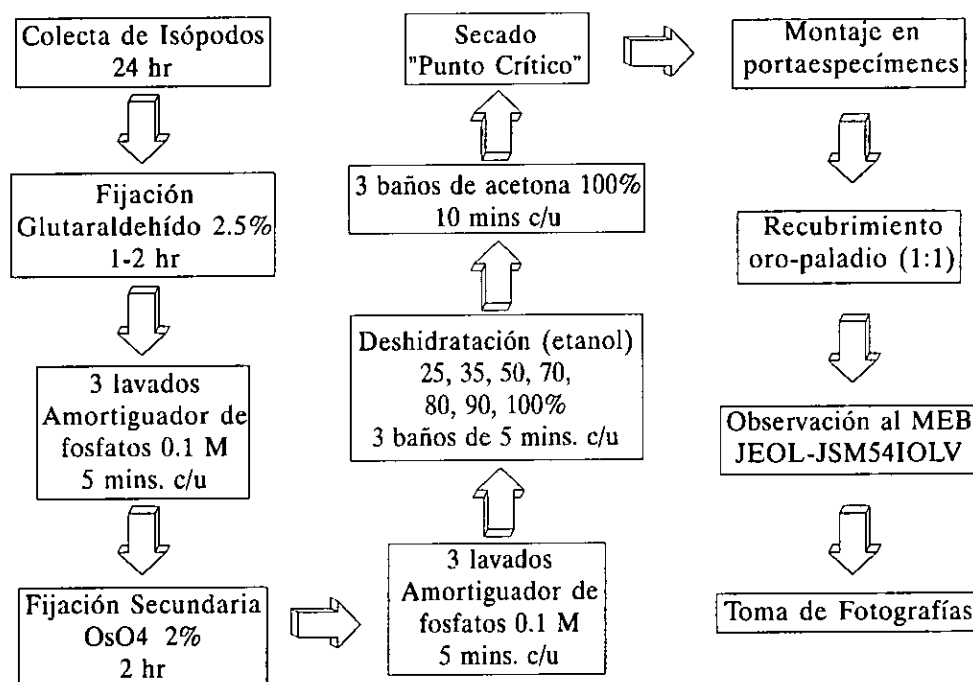 Colecta de Isópodos
24 hr
Fijación
Glutaraldehído 2.5%
1-2 hr
3 lavados
Amortiguador de
fosfatos 0.1 M
5 mins. c/u
Fijación Secundaria
OsO4 2%
2 hr
3 lavados
Amortiguador de
fosfatos 0.1 M
5 mins. c/u
Deshidratación (etanol)
25, 35, 50, 70,
80, 90, 100%
3 baños de 5 mins. c/u
3 baños de acetona 100%
10 mins c/u
Secado
"Punto Crítico"
Montaje en
portaespecímenes
Recubrimiento
oro-paladio (1:1)
Observación al MEB
JEOL-JSM54IOLV
Toma de Fotografías